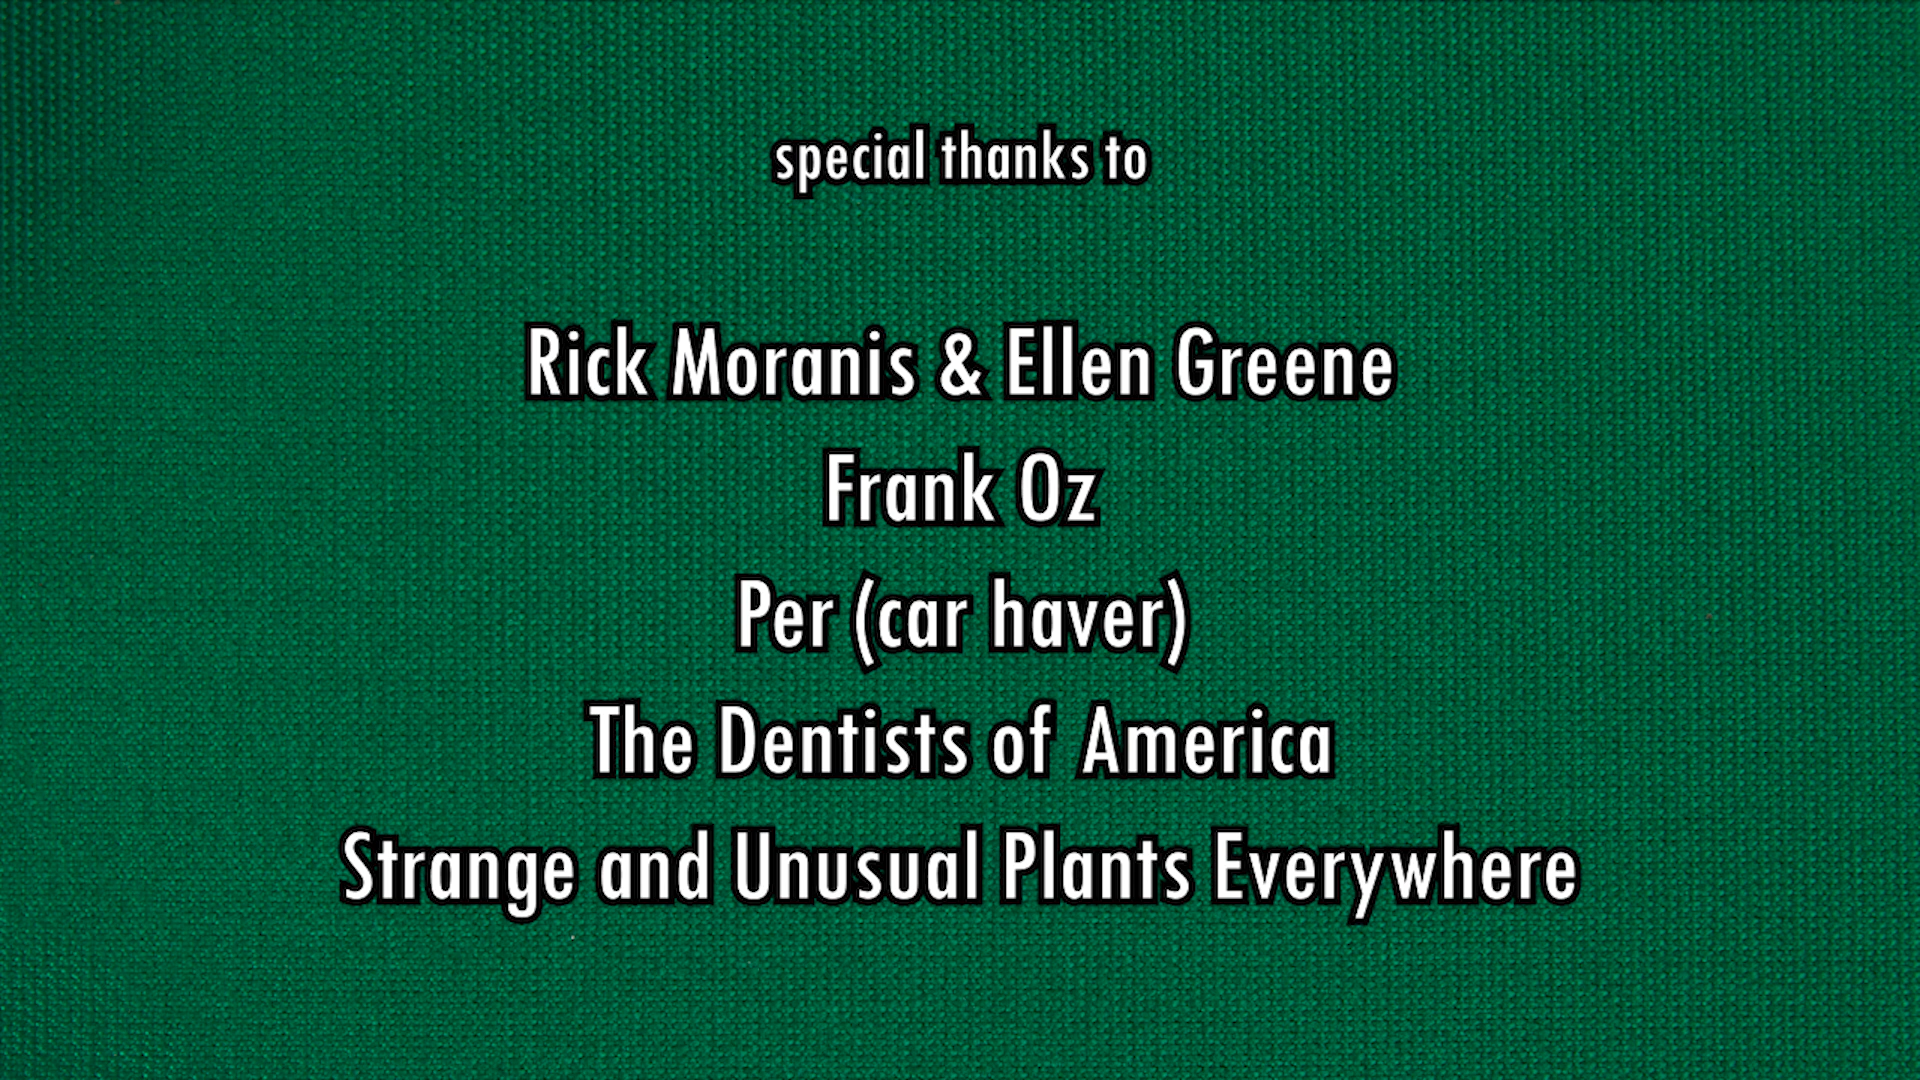 special thanks to
Rick Moranis & Ellen Greene
Frank Oz
Per (car haver)
The Dentists of America
Strange and Unusual Plants Everywhere